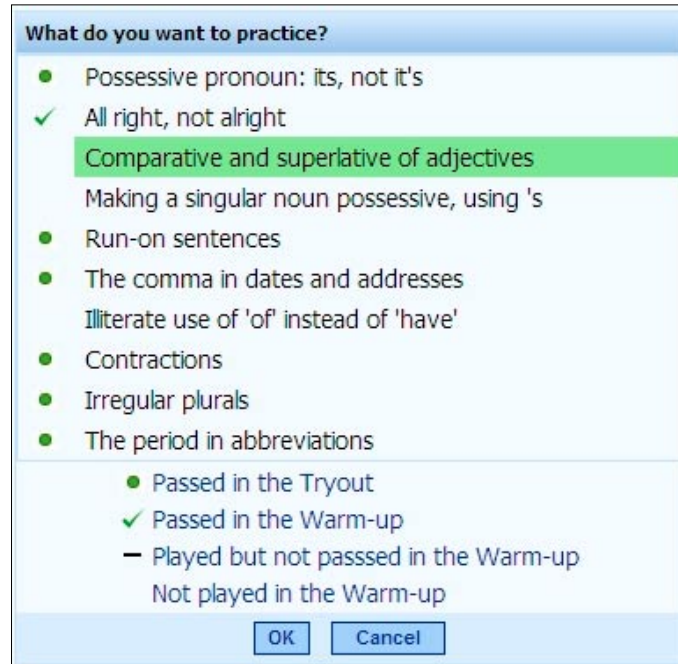 What do you want to practice?
Possessive pronoun: its, not it's
All right, not alright
Comparative and superlative of adjectives
Making a singular noun possessive, using 's
Run-on sentences
The comma in dates and addresses
Illiterate use of 'of' instead of 'have'
Contractions
Irregular plurals
The period in abbreviations
Passed in the Tryout
Passed in the Warm-up
Played but not passsed in the Warm-up
Not played in the Warm-up
OK Cancel